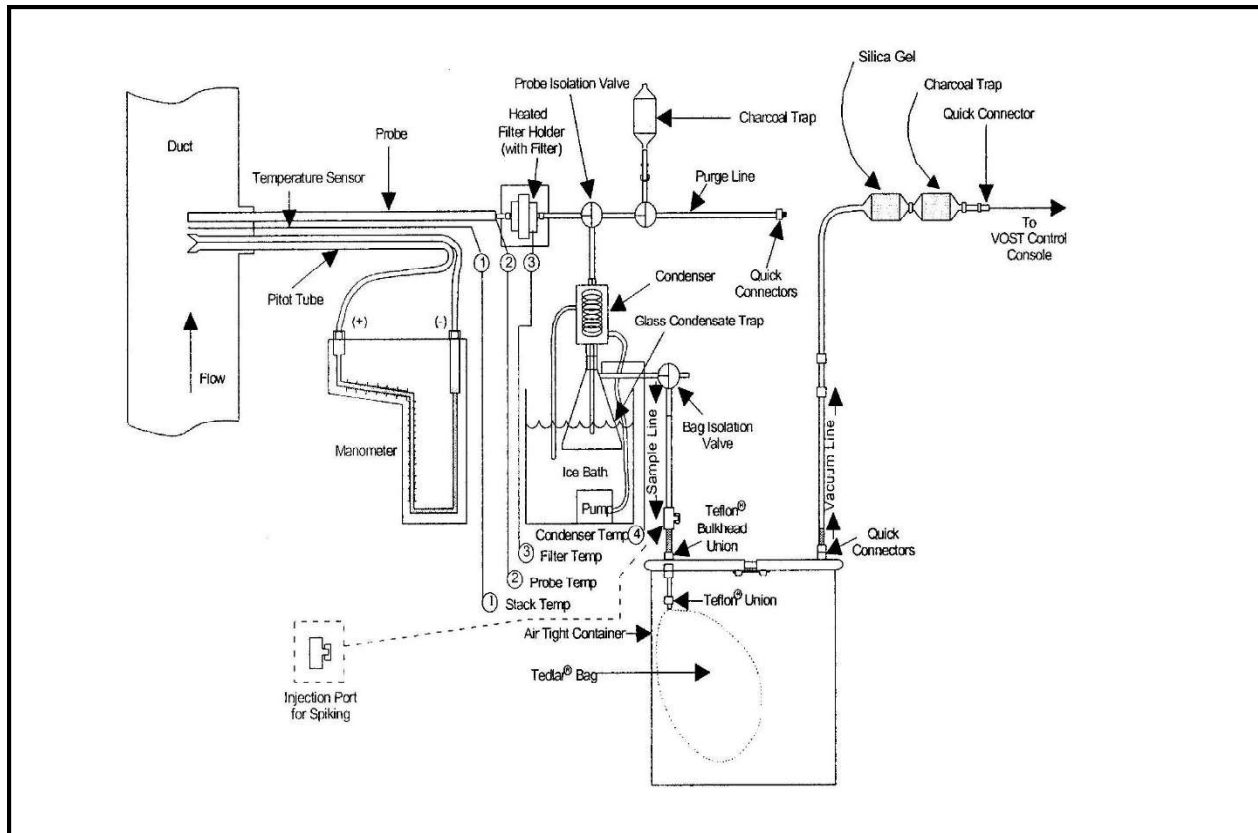 Silica Gel
Charcoal Trap
Quick Connector
Probe Isolation Valve
Heated
Filter Holder
(with Filter)
Charcoal Trap
Duct
Probe
Temperature Sensor
Purge Line
To
VOST Control
Console
1
2
3
Quick
Connectors
Pitot Tube
Condenser
Glass Condensate Trap
(+)
(-)
Flow
Bag Isolation
Valve
Sample Line
Vacuum Line
Manometer
Ice Bath
Pump
Teflon®
Bulkhead
Union
Condenser Temp 4
Quick
Connectors
3 Filter Temp
2 Probe Temp
1 Stack Temp
Teflon® Union
Air Tight Container
Tedlar® Bag
Injection Port
for Spiking